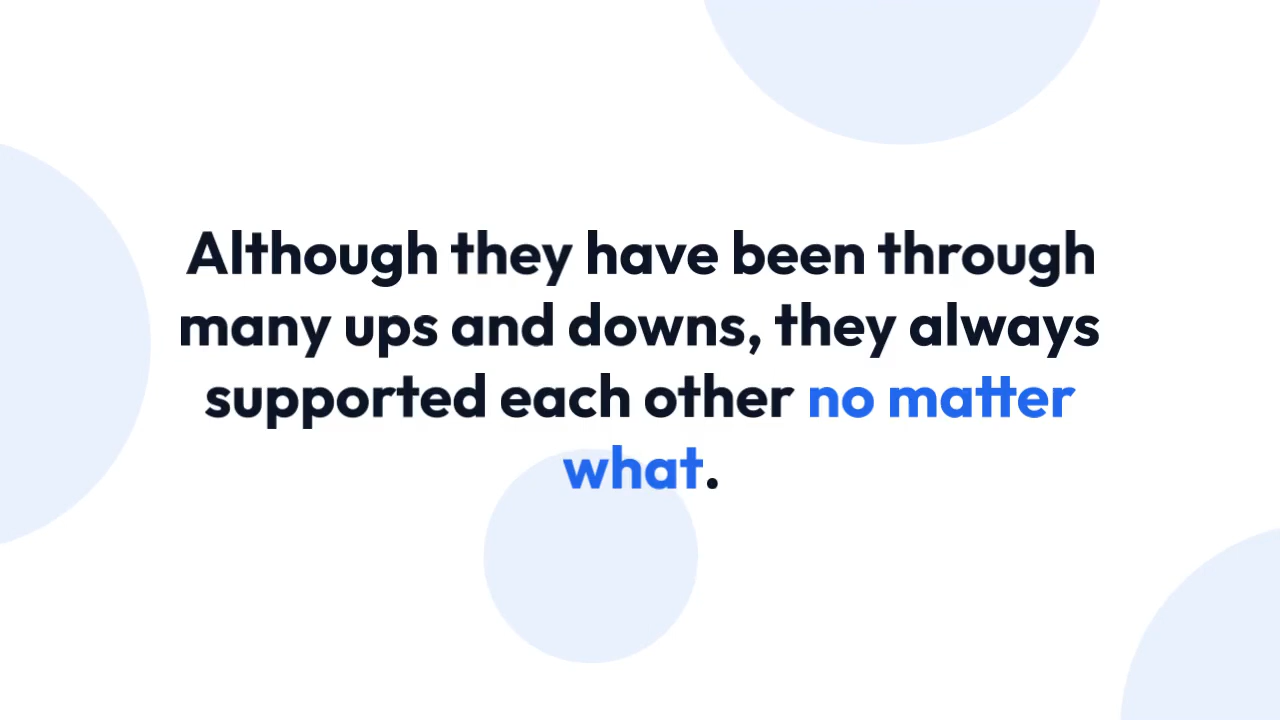 Although they have been through
many ups and downs, they always
supported each other no matter
what.